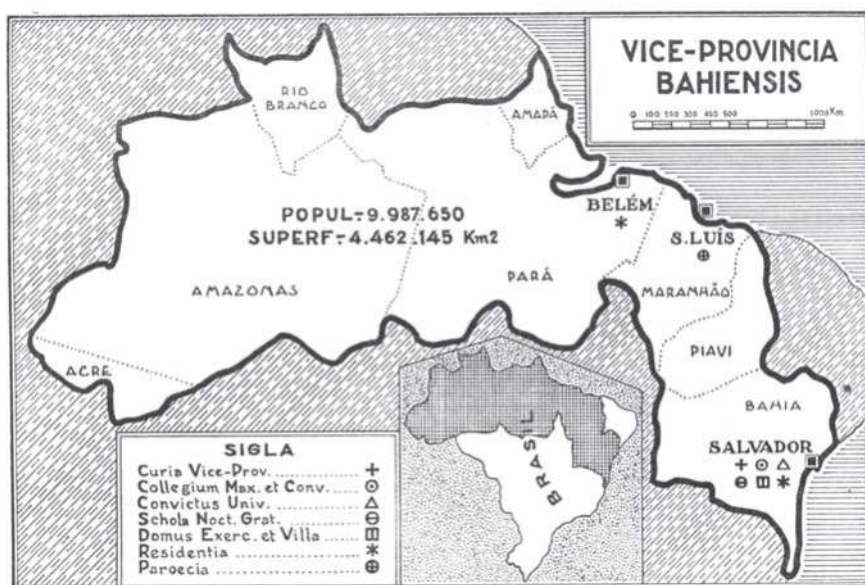 VICE-PROVINCIA
BAHIENSIS
0 100 200 300 400 500 1000 Km.
RIO
BRANCO
AMAPÁ
BELÉM
S. LUÍS
POPUL-9.987.650
SUPERF-4.462.145 Km2
AMAZOMAS
PARÁ
MARANHÃO
PIAVI
ACRE
BAHIA
SALVADOR
BRASIL
SIGLA
Curia Vice-Prov.
Collegium Max. et Conv.
Convictus Univ.
Schola Noct. Grat.
Domus Exerc. et Villa
Residentia
Paroecia